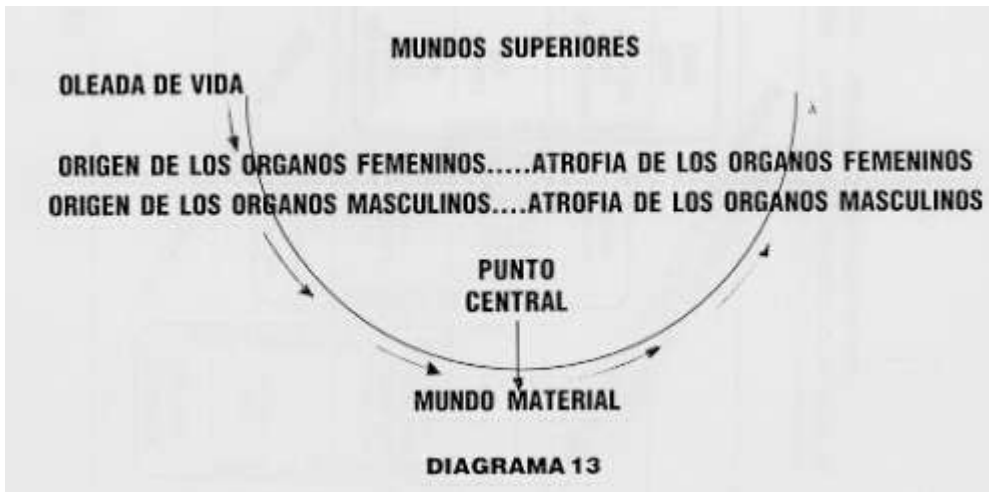 MUNDOS SUPERIORES
OLEADA DE VIDA
ORIGEN DE LOS ORGANOS FEMENINOS.....ATROFIA DE LOS ORGANOS FEMENINOS
ORIGEN DE LOS ORGANOS MASCULINOS....ATROFIA DE LOS ORGANOS MASCULINOS
PUNTO
CENTRAL
MUNDO MATERIAL
DIAGRAMA 13